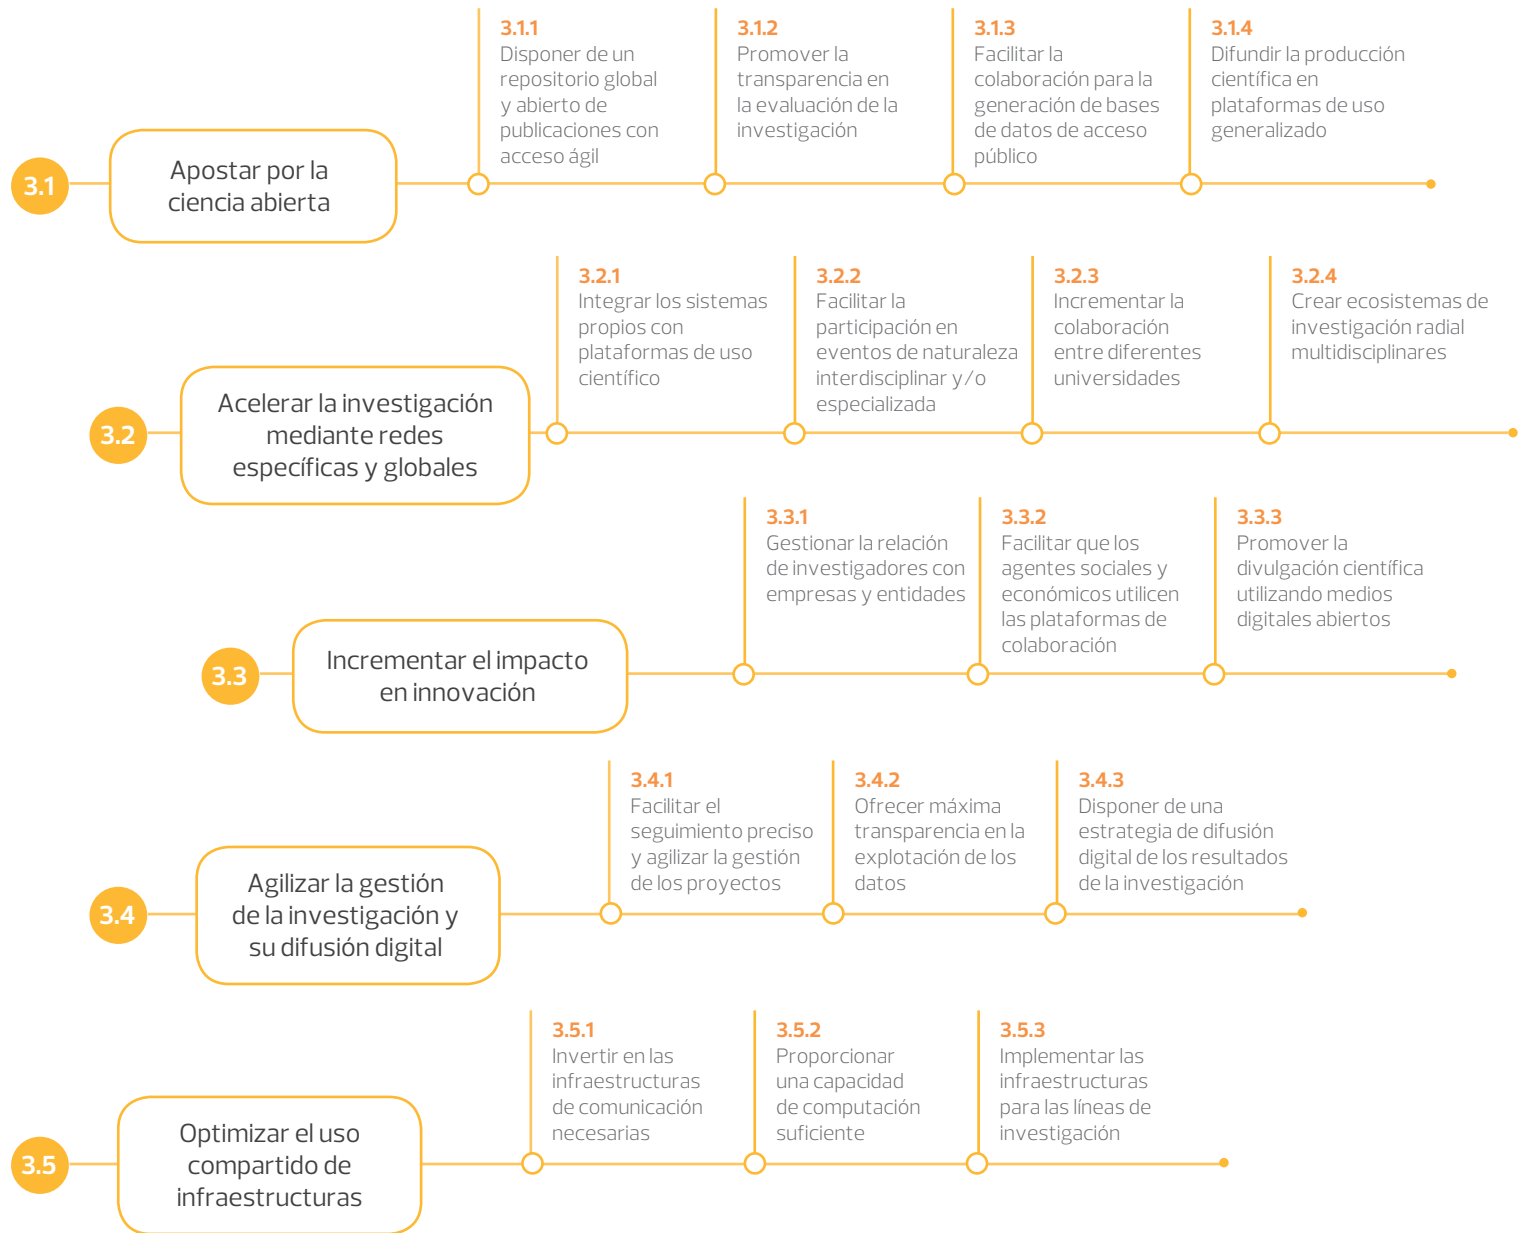 3.1
Apostar por la
ciencia abierta
3.1.1
Disponer de un
repositorio global
y abierto de
publicaciones con
acceso ágil
3.1.2
Promover la
transparencia en
la evaluación de la
investigación
3.1.3
Facilitar la
colaboración para la
generación de bases
de datos de acceso
público
3.1.4
Difundir la producción
científica en
plataformas de uso
generalizado
3.2
Acelerar la investigación
mediante redes
específicas y globales
3.2.1
Integrar los sistemas
propios con
plataformas de uso
científico
3.2.2
Facilitar la
participación en
eventos de naturaleza
interdisciplinar y/o
especializada
3.2.3
Incrementar la
colaboración
entre diferentes
universidades
3.2.4
Crear ecosistemas de
investigación radial
multidisciplinares
3.3
Incrementar el impacto
en innovación
3.3.1
Gestionar la relación
de investigadores con
empresas y entidades
3.3.2
Facilitar que los
agentes sociales y
económicos utilicen
las plataformas de
colaboración
3.3.3
Promover la
divulgación científica
utilizando medios
digitales abiertos
3.4
Agilizar la gestión
de la investigación y
su difusión digital
3.4.1
Facilitar el
seguimiento preciso
y agilizar la gestión
de los proyectos
3.4.2
Ofrecer máxima
transparencia en la
explotación de los
datos
3.4.3
Disponer de una
estrategia de difusión
digital de los resultados
de la investigación
3.5
Optimizar el uso
compartido de
infraestructuras
3.5.1
Invertir en las
infraestructuras
de comunicación
necesarias
3.5.2
Proporcionar
una capacidad
de computación
suficiente
3.5.3
Implementar las
infraestructuras
para las líneas de
investigación